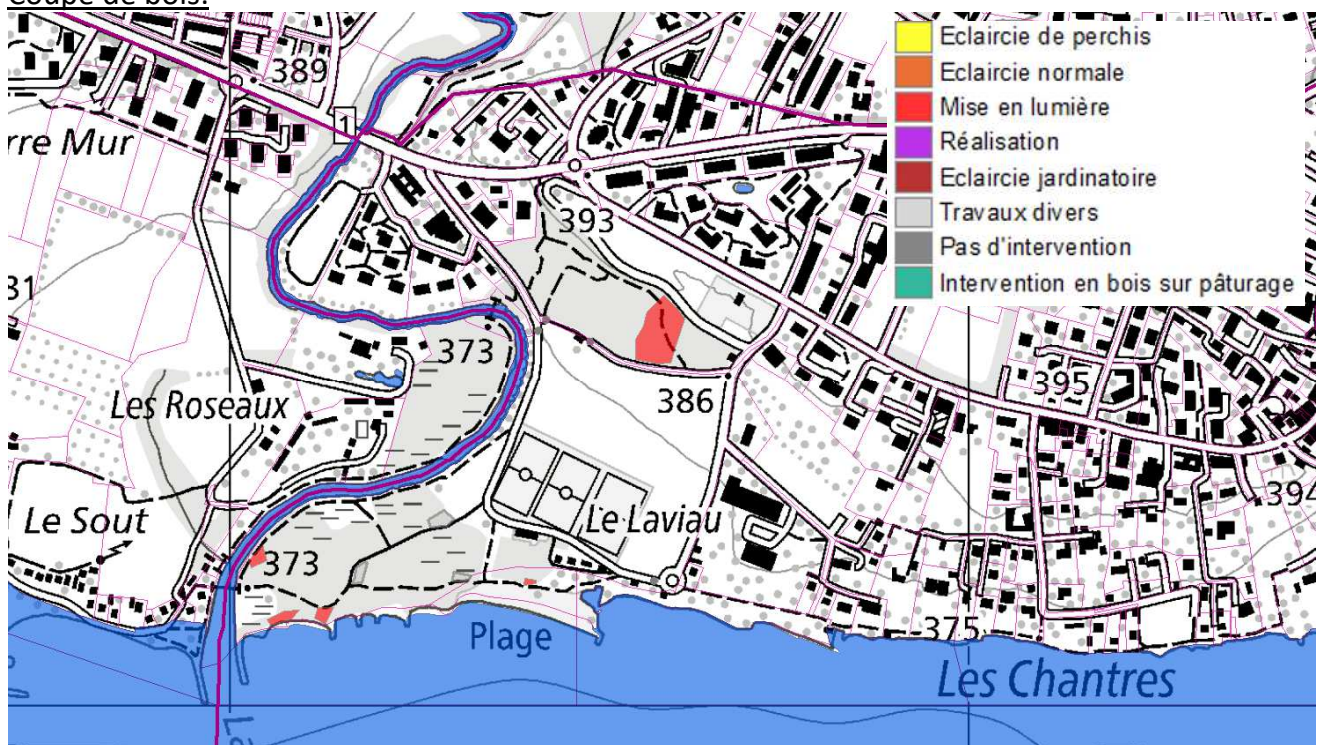 Coupe de bois:
Eclaircie de perchis
Eclaircie normale
Mise en lumière
Réalisation
Eclaircie jardinatoire
Travaux divers
Pas d'intervention
Intervention en bois sur pâturage
389
1
rre Mur
393
31
373
395
Les Roseaux
386
394
Le Sout
Le Laviau
373
375
Plage
Les Chantres